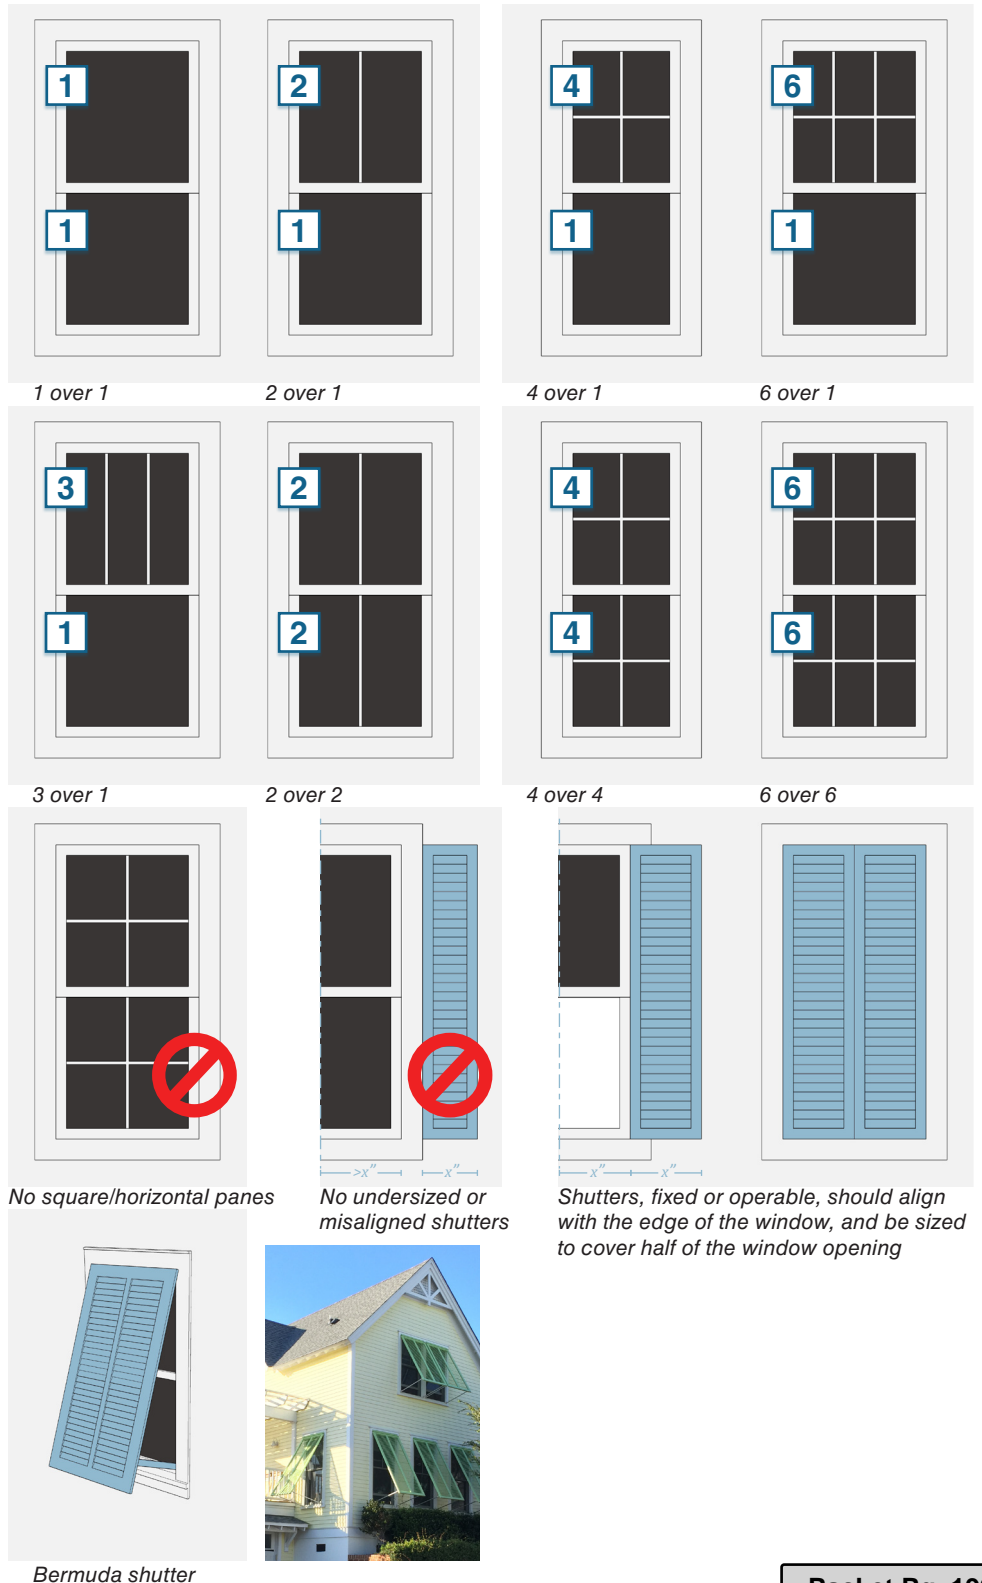 1
2
4
6
1
1
1
1
1 over 1
2 over 1
4 over 1
6 over 1
3
2
4
6
1
2
4
6
3 over 1
2 over 2
4 over 4
6 over 6
>x"
x"
x"
x"
No square/horizontal panes
No undersized or
misaligned shutters
Shutters, fixed or operable, should align
with the edge of the window, and be sized
to cover half of the window opening
Bermuda shutter